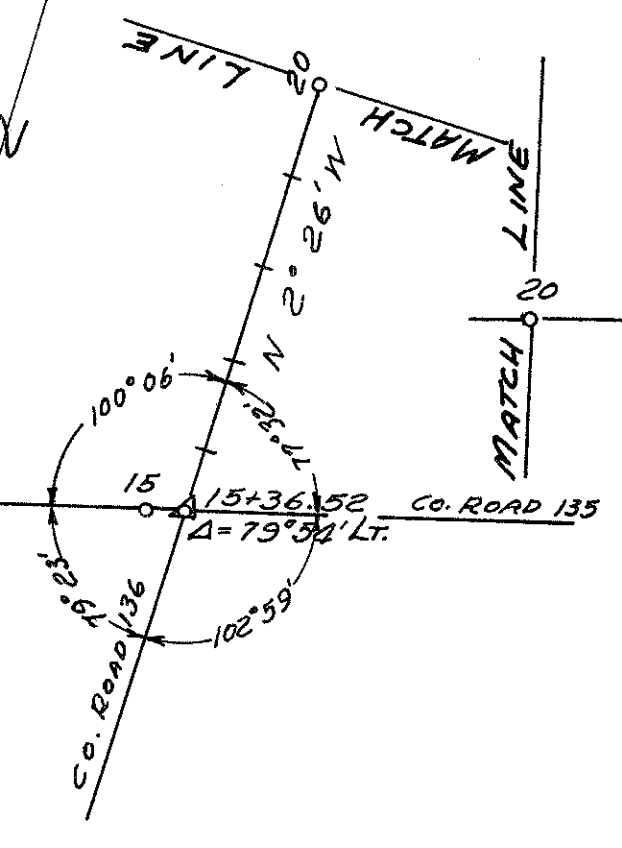 LINE
20
MATCH
LINE
20
MATCH
N 2° 26' W
100° 06'
77° 32'
15
15+36.52
Δ = 79° 54' LT.
CO. ROAD 135
79° 23'
102° 59'
CO. ROAD 136